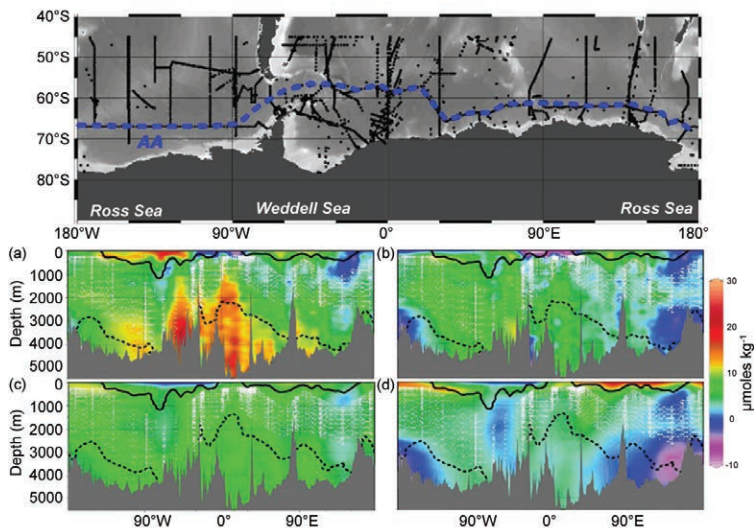 40°S
50°S
60°S
70°S
80°S
AA
Ross Sea
Weddell Sea
Ross Sea
180°W
90°W
0°
90°E
180°
(a)
(b)
0
1000
2000
3000
4000
5000
Depth (m)
(c)
(d)
0
1000
2000
3000
4000
5000
Depth (m)
90°W
0°
90°E
90°W
0°
90°E
30
20
10
0
-10
µmoles kg⁻¹